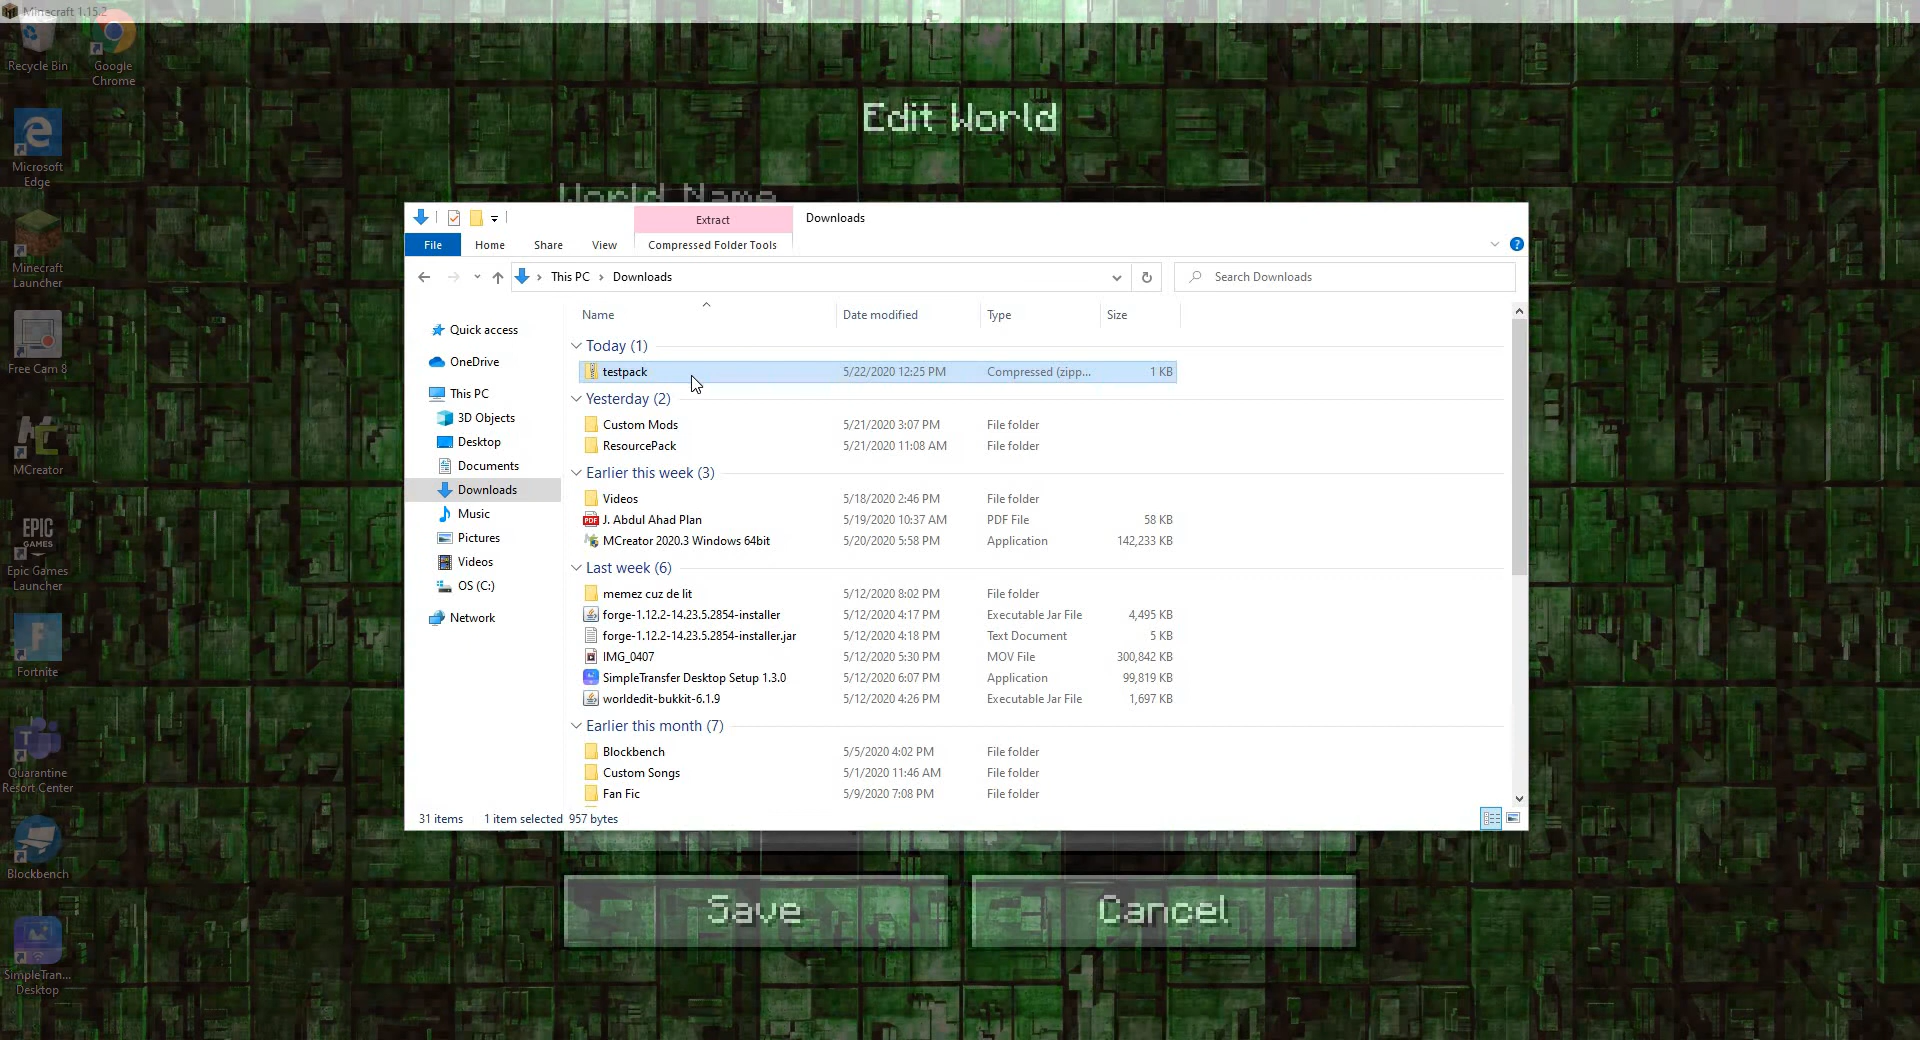 Minecraft 1.15.2
Recycle Bin
Google Chrome
Microsoft Edge
Minecraft Launcher
Free Cam 8
MCreator
EPIC GAMES
Epic Games Launcher
Fortnite
Quarantine Resort Center
Blockbench
SimpleTran... Desktop
Edit World
World Name
Extract
Downloads
File Home Share View Compressed Folder Tools
This PC Downloads
Search Downloads
Quick access
OneDrive
This PC
3D Objects
Desktop
Documents
Downloads
Music
Pictures
Videos
OS (C:)
Network
Name Date modified Type Size
Today (1)
testpack 5/22/2020 12:25 PM Compressed (zipp... 1 KB
Yesterday (2)
Custom Mods 5/21/2020 3:07 PM File folder
ResourcePack 5/21/2020 11:08 AM File folder
Earlier this week (3)
Videos 5/18/2020 2:46 PM File folder
J. Abdul Ahad Plan 5/19/2020 10:37 AM PDF File 58 KB
MCreator 2020.3 Windows 64bit 5/20/2020 5:58 PM Application 142,233 KB
Last week (6)
memez cuz de lit 5/12/2020 8:02 PM File folder
forge-1.12.2-14.23.5.2854-installer 5/12/2020 4:17 PM Executable Jar File 4,495 KB
forge-1.12.2-14.23.5.2854-installer.jar 5/12/2020 4:18 PM Text Document 5 KB
IMG_0407 5/12/2020 5:30 PM MOV File 300,842 KB
SimpleTransfer Desktop Setup 1.3.0 5/12/2020 6:07 PM Application 99,819 KB
worldedit-bukkit-6.1.9 5/12/2020 4:26 PM Executable Jar File 1,697 KB
Earlier this month (7)
Blockbench 5/5/2020 4:02 PM File folder
Custom Songs 5/1/2020 11:46 AM File folder
Fan Fic 5/9/2020 7:08 PM File folder
31 items 1 item selected 957 bytes
Save
Cancel